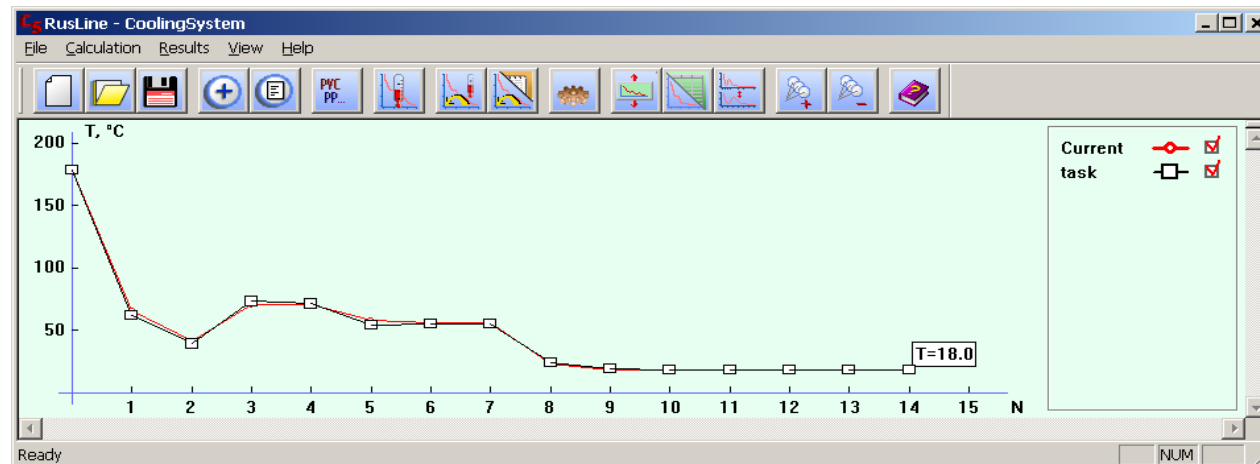 RusLine - CoolingSystem
File Calculation Results View Help
PVC
PP...
T, °C
200
150
100
50
T=18.0
1 2 3 4 5 6 7 8 9 10 11 12 13 14 15 N
Current
task
Ready
NUM